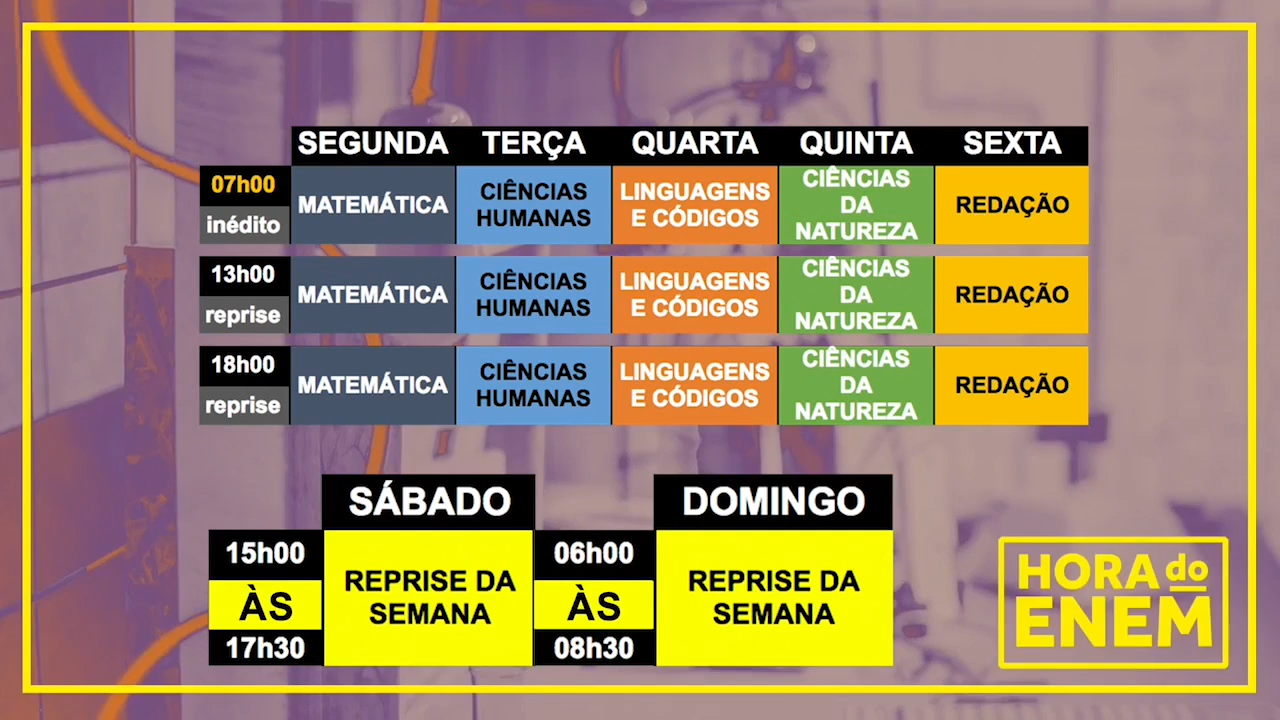 SEGUNDA TERÇA QUARTA QUINTA SEXTA
07h00
inédito
MATEMÁTICA
CIÊNCIAS
HUMANAS
LINGUAGENS
E CÓDIGOS
CIÊNCIAS
DA
NATUREZA
REDAÇÃO
13h00
reprise
MATEMÁTICA
CIÊNCIAS
HUMANAS
LINGUAGENS
E CÓDIGOS
CIÊNCIAS
DA
NATUREZA
REDAÇÃO
18h00
reprise
MATEMÁTICA
CIÊNCIAS
HUMANAS
LINGUAGENS
E CÓDIGOS
CIÊNCIAS
DA
NATUREZA
REDAÇÃO
SÁBADO
15h00
ÀS
17h30
REPRISE DA
SEMANA
DOMINGO
06h00
ÀS
08h30
REPRISE DA
SEMANA
HORA do
ENEM